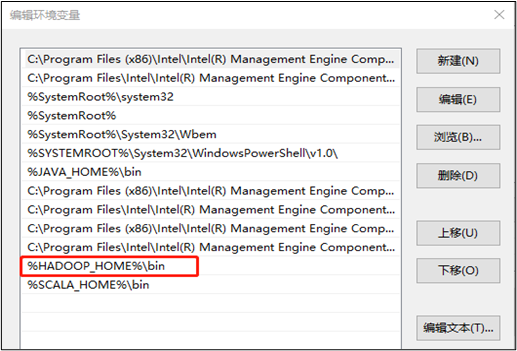 编辑环境变量
C:\Program Files (x86)\Intel\Intel(R) Management Engine Comp...
C:\Program Files\Intel\Intel(R) Management Engine Component...
%SystemRoot%\system32
%SystemRoot%
%SystemRoot%\System32\Wbem
%SYSTEMROOT%\System32\WindowsPowerShell\v1.0\
%JAVA_HOME%\bin
C:\Program Files (x86)\Intel\Intel(R) Management Engine Comp...
C:\Program Files\Intel\Intel(R) Management Engine Component...
C:\Program Files (x86)\Intel\Intel(R) Management Engine Comp...
C:\Program Files\Intel\Intel(R) Management Engine Component...
%HADOOP_HOME%\bin
%SCALA_HOME%\bin
新建(N)
编辑(E)
浏览(B)...
删除(D)
上移(U)
下移(O)
编辑文本(T)...